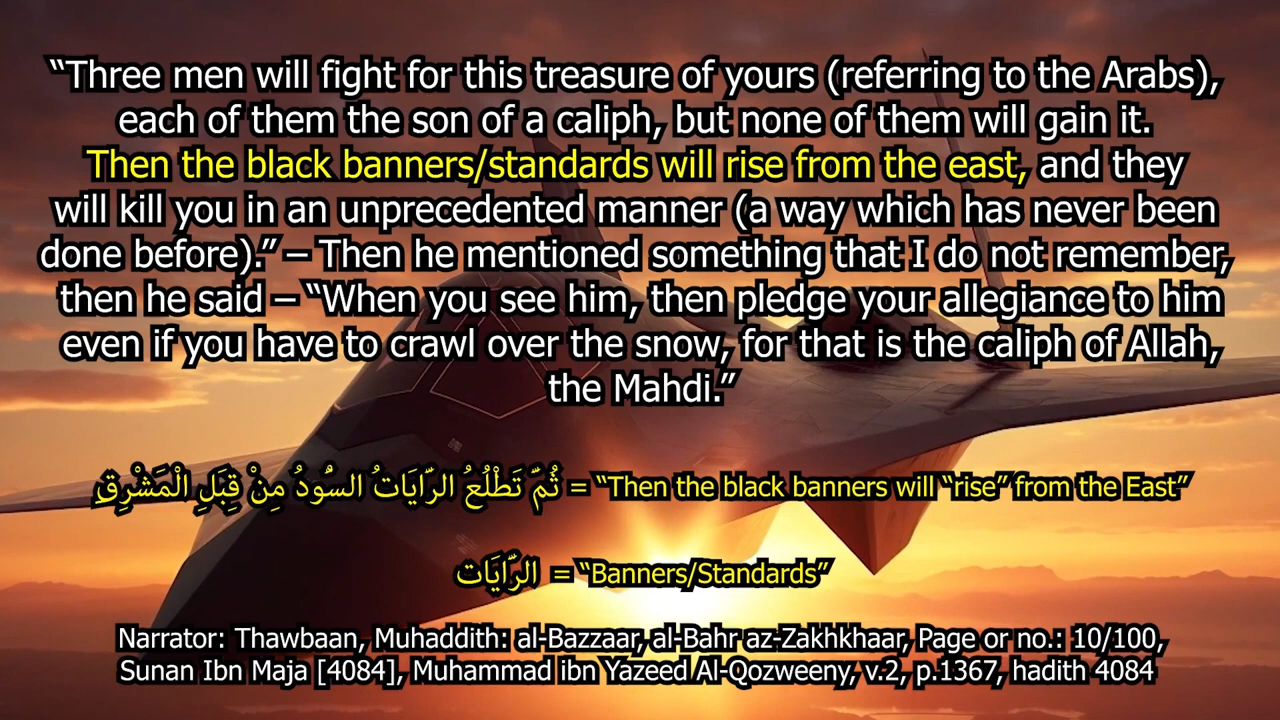 “Three men will fight for this treasure of yours (referring to the Arabs),
each of them the son of a caliph, but none of them will gain it.
Then the black banners/standards will rise from the east, and they
will kill you in an unprecedented manner (a way which has never been
done before).” – Then he mentioned something that I do not remember,
then he said – “When you see him, then pledge your allegiance to him
even if you have to crawl over the snow, for that is the caliph of Allah,
the Mahdi.”
ثُمَّ تَطْلُعُ الرَّايَاتُ السُّودُ مِنْ قِبَلِ الْمَشْرِقِ = “Then the black banners will “rise” from the East”
الرَّايَات = “Banners/Standards”
Narrator: Thawbaan, Muhaddith: al-Bazzaar, al-Bahr az-Zakhkhaar, Page or no.: 10/100,
Sunan Ibn Maja [4084], Muhammad ibn Yazeed Al-Qozweeny, v.2, p.1367, hadith 4084